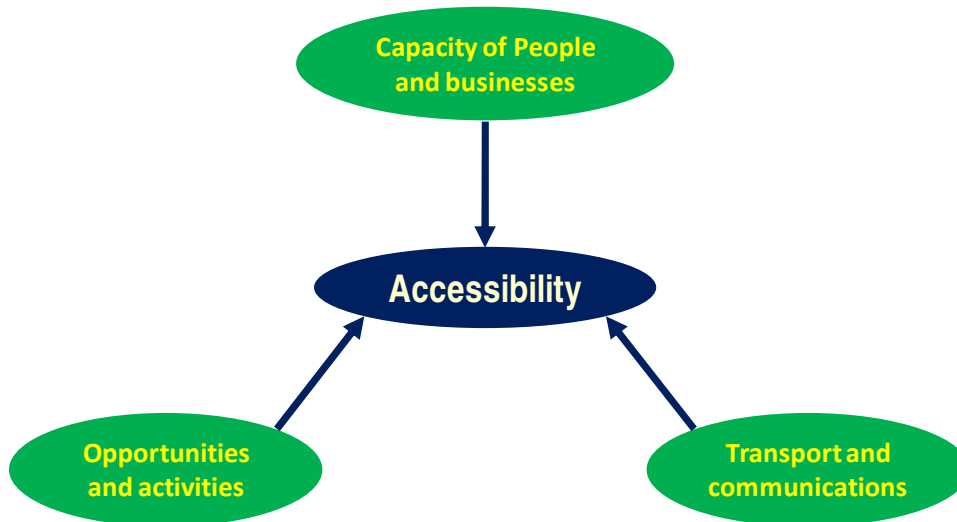 Capacity of People
and businesses
Accessibility
Opportunities
and activities
Transport and
communications